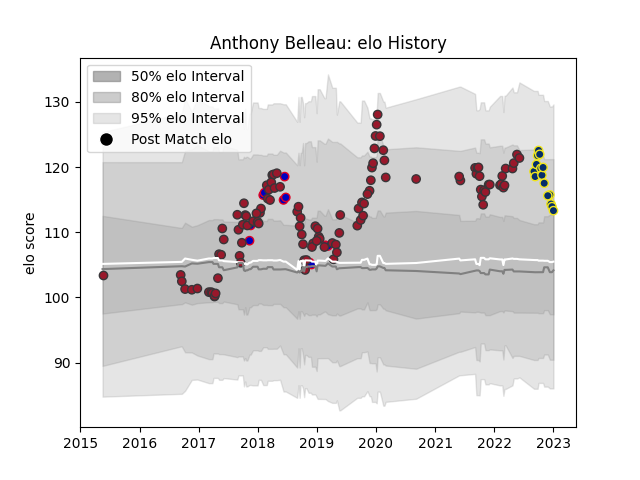 Anthony Belleau: elo History
50% elo Interval
80% elo Interval
95% elo Interval
Post Match elo
elo score
130
120
110
100
90
2015 2016 2017 2018 2019 2020 2021 2022 2023